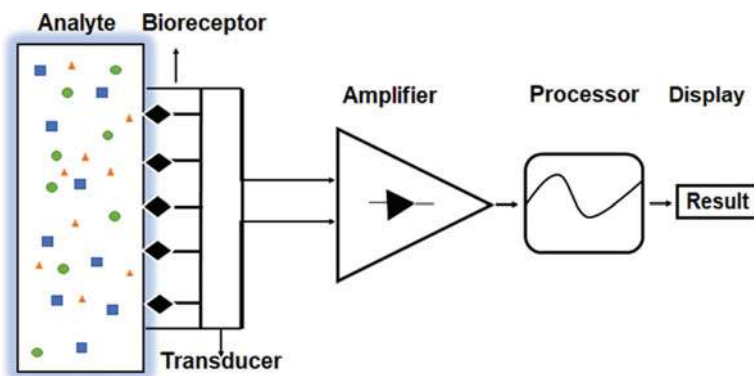 Analyte Bioreceptor
Amplifier Processor Display
Result
Transducer